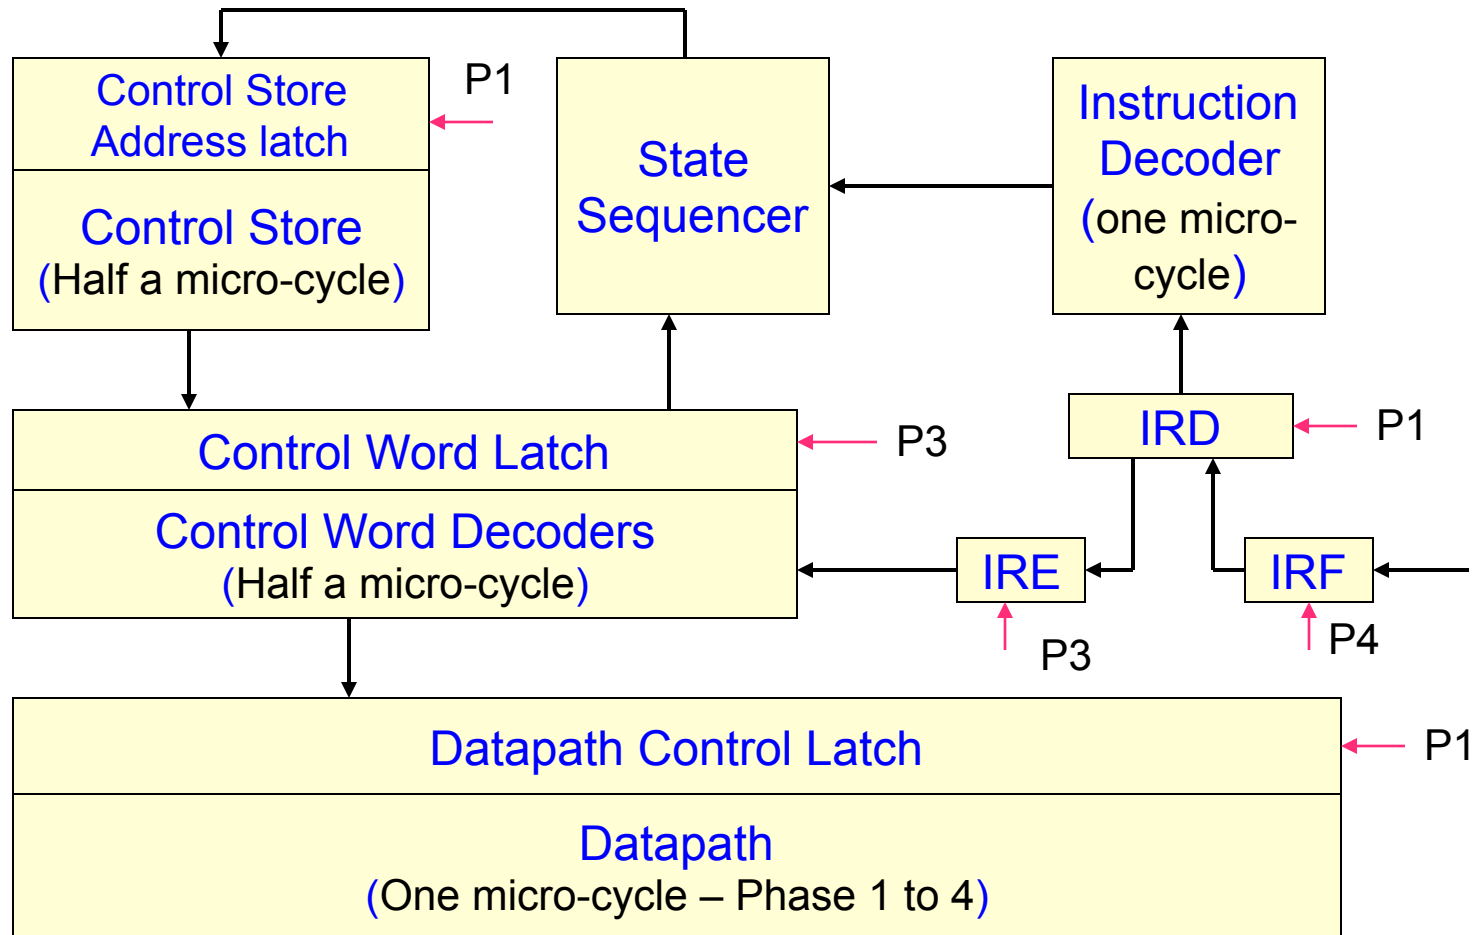 Control Store
Address latch
P1
Control Store
(Half a micro-cycle)
State
Sequencer
Instruction
Decoder
(one micro-
cycle)
Control Word Latch
P3
IRD
P1
Control Word Decoders
(Half a micro-cycle)
IRE
P3
IRF
P4
Datapath Control Latch
P1
Datapath
(One micro-cycle – Phase 1 to 4)